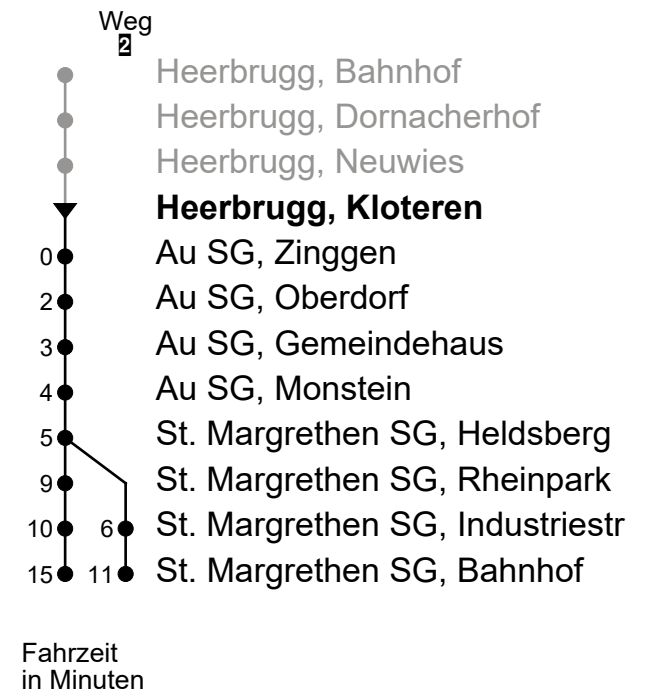 Weg
2
Heerbrugg, Bahnhof
Heerbrugg, Dornacherhof
Heerbrugg, Neuwies
Heerbrugg, Kloteren
0 Au SG, Zinggen
2 Au SG, Oberdorf
3 Au SG, Gemeindehaus
4 Au SG, Monstein
5 St. Margrethen SG, Heldsberg
9 St. Margrethen SG, Rheinpark
10 6 St. Margrethen SG, Industriestr
15 11 St. Margrethen SG, Bahnhof
Fahrzeit
in Minuten